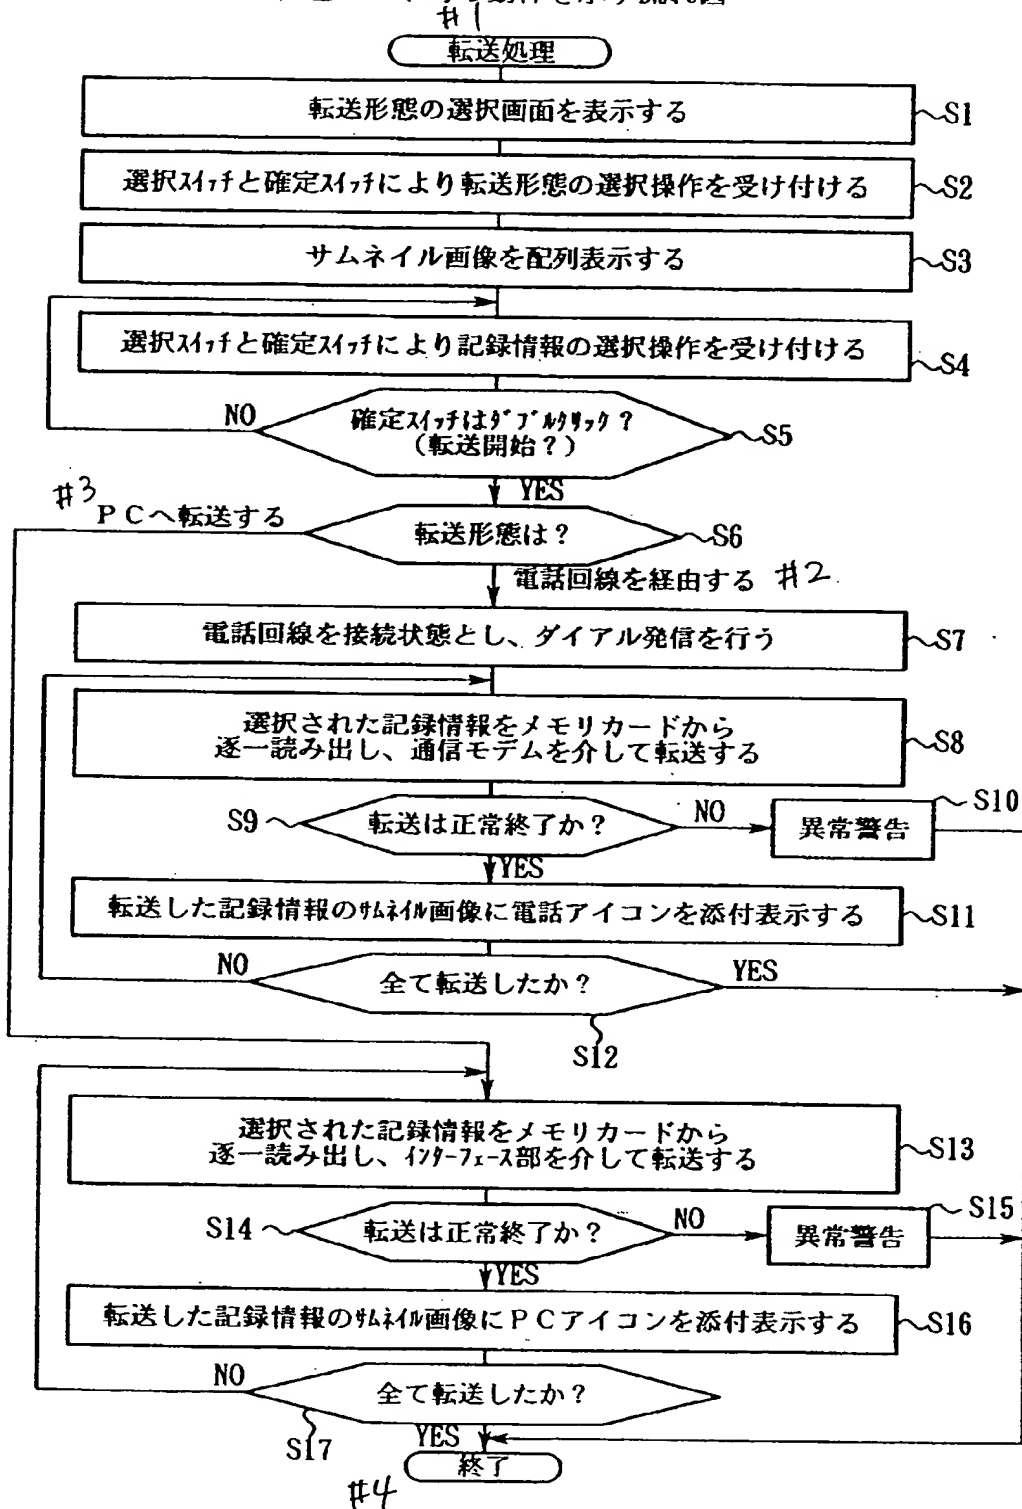 #1
転送処理
転送形態の選択画面を表示する
S1
選択スイッチと確定スイッチにより転送形態の選択操作を受け付ける
S2
サムネイル画像を配列表示する
S3
選択スイッチと確定スイッチにより記録情報の選択操作を受け付ける
S4
NO
確定スイッチはダブルクリック?
(転送開始?)
S5
YES
#3
PCへ転送する
転送形態は?
S6
電話回線を経由する #2
電話回線を接続状態とし、ダイアル発信を行う
S7
選択された記録情報をメモリカードから
逐一読み出し、通信モデムを介して転送する
S8
S9
転送は正常終了か?
NO
異常警告
S10
YES
転送した記録情報のサムネイル画像に電話アイコンを添付表示する
S11
NO
全て転送したか?
YES
S12
選択された記録情報をメモリカードから
逐一読み出し、インターフェース部を介して転送する
S13
S14
転送は正常終了か?
NO
異常警告
S15
YES
転送した記録情報のサムネイル画像にPCアイコンを添付表示する
S16
NO
全て転送したか?
S17
YES
終了
#4